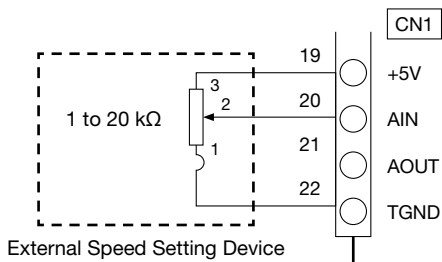 CN1
19
+5V
3
2
20
AIN
1 to 20 kΩ
1
21
AOUT
22
TGND
External Speed Setting Device